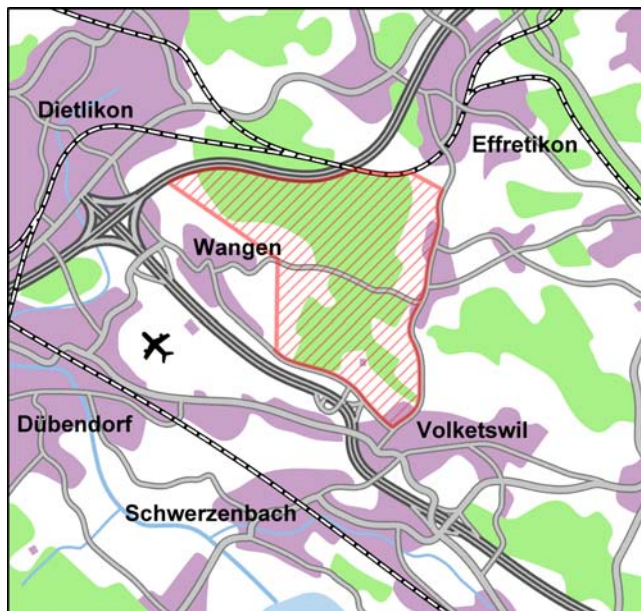 Dietlikon
Effretikon
Wangen
Dübendorf
Volketswil
Schwerzenbach